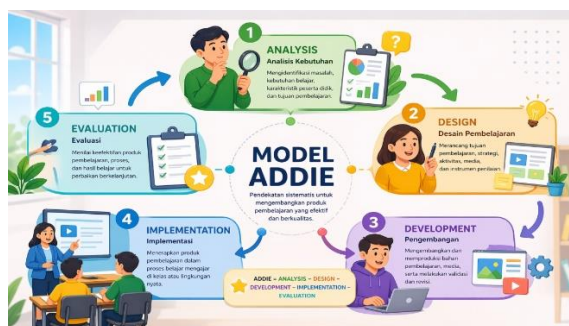 1
ANALYSIS
Analisis Kebutuhan
Mengidentifikasi masalah,
kebutuhan belajar,
karakteristik peserta didik,
dan tujuan pembelajaran.
?
2
DESIGN
Desain Pembelajaran
Merancang tujuan
pembelajaran, strategi,
aktivitas, media,
dan instrumen penilaian
3
DEVELOPMENT
Pengembangan
Mengembangkan dan
memproduksi bahan
pembelajaran, media,
serta melakukan validasi
dan revisi.
4
IMPLEMENTATION
Implementasi
Menerapkan produk
pembelajaran dalam
proses belajar mengajar
di kelas atau lingkungan
nyata.
5
EVALUATION
Evaluasi
Menilai keefektifan produk
pembelajaran, proses,
dan hasil belajar untuk
perbaikan berkelanjutan.
MODEL
ADDIE
Pendekatan sistematis untuk
mengembangkan produk
pembelajaran yang efektif
dan berkualitas.
ADDIE – ANALYSIS – DESIGN –
DEVELOPMENT – IMPLEMENTATION –
EVALUATION